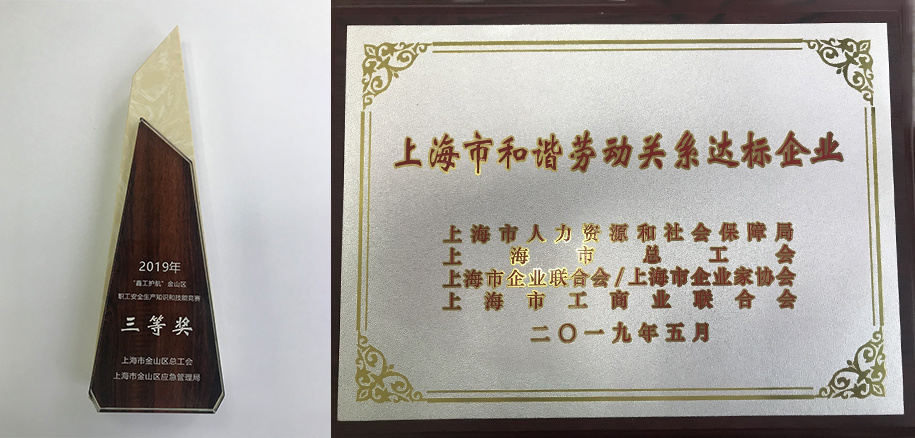 2019年
“鑫工护航”金山区
职工安全生产知识和技能竞赛
三等奖
上海市金山区总工会
上海市金山区应急管理局
上海市和谐劳动关系达标企业
上海市人力资源和社会保障局
上海市总工会
上海市企业联合会/上海市企业家协会
上海市工商业联合会
二〇一九年五月